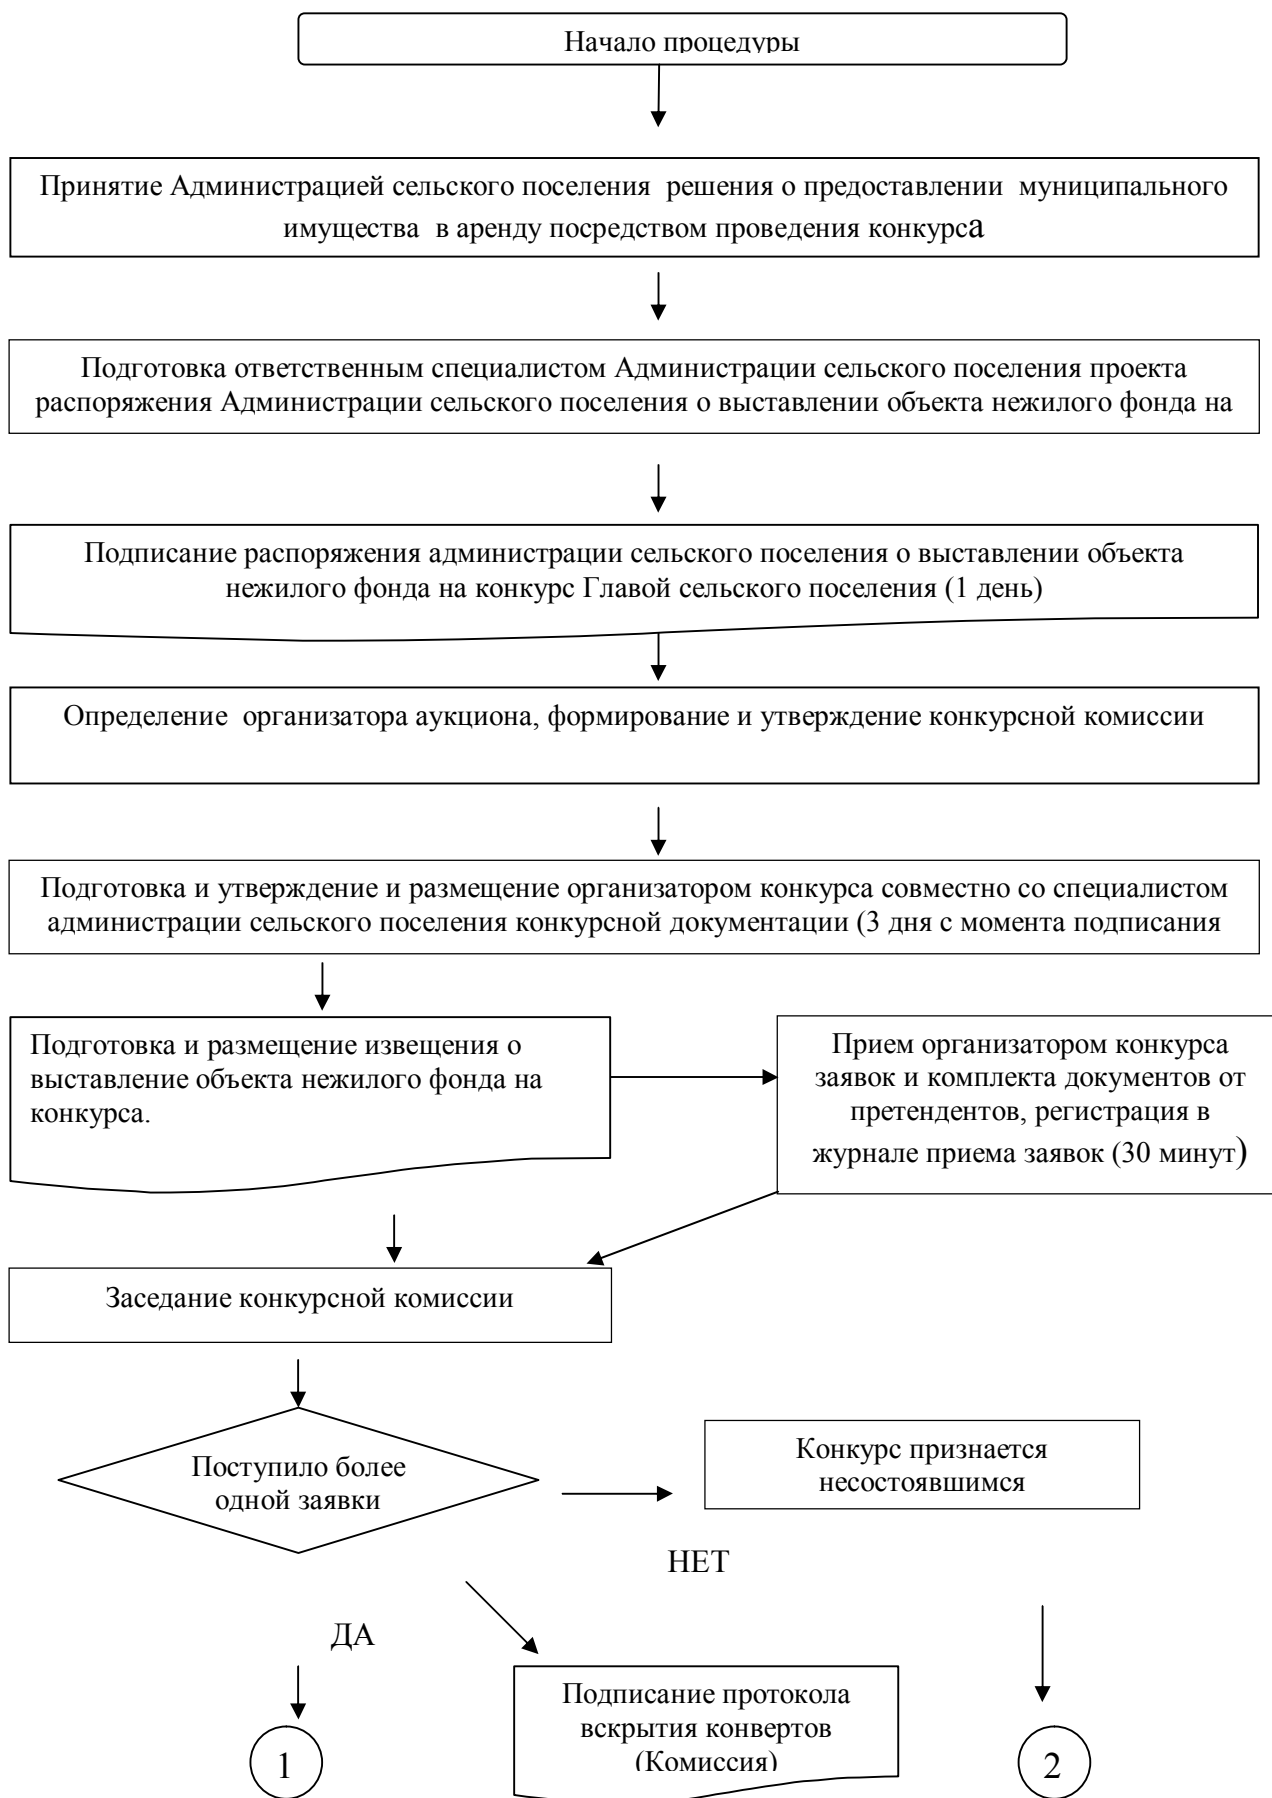 Начало процедуры
Принятие Администрацией сельского поселения решения о предоставлении муниципального
имущества в аренду посредством проведения конкурса
Подготовка ответственным специалистом Администрации сельского поселения проекта
распоряжения Администрации сельского поселения о выставлении объекта нежилого фонда на
Подписание распоряжения администрации сельского поселения о выставлении объекта
нежилого фонда на конкурс Главой сельского поселения (1 день)
Определение организатора аукциона, формирование и утверждение конкурсной комиссии
Подготовка и утверждение и размещение организатором конкурса совместно со специалистом
администрации сельского поселения конкурсной документации (3 дня с момента подписания
Подготовка и размещение извещения о
выставление объекта нежилого фонда на
конкурса.
Прием организатором конкурса
заявок и комплекта документов от
претендентов, регистрация в
журнале приема заявок (30 минут)
Заседание конкурсной комиссии
Поступило более
одной заявки
Конкурс признается
несостоявшимся
НЕТ
ДА
Подписание протокола
вскрытия конвертов
(Комиссия)
1
2